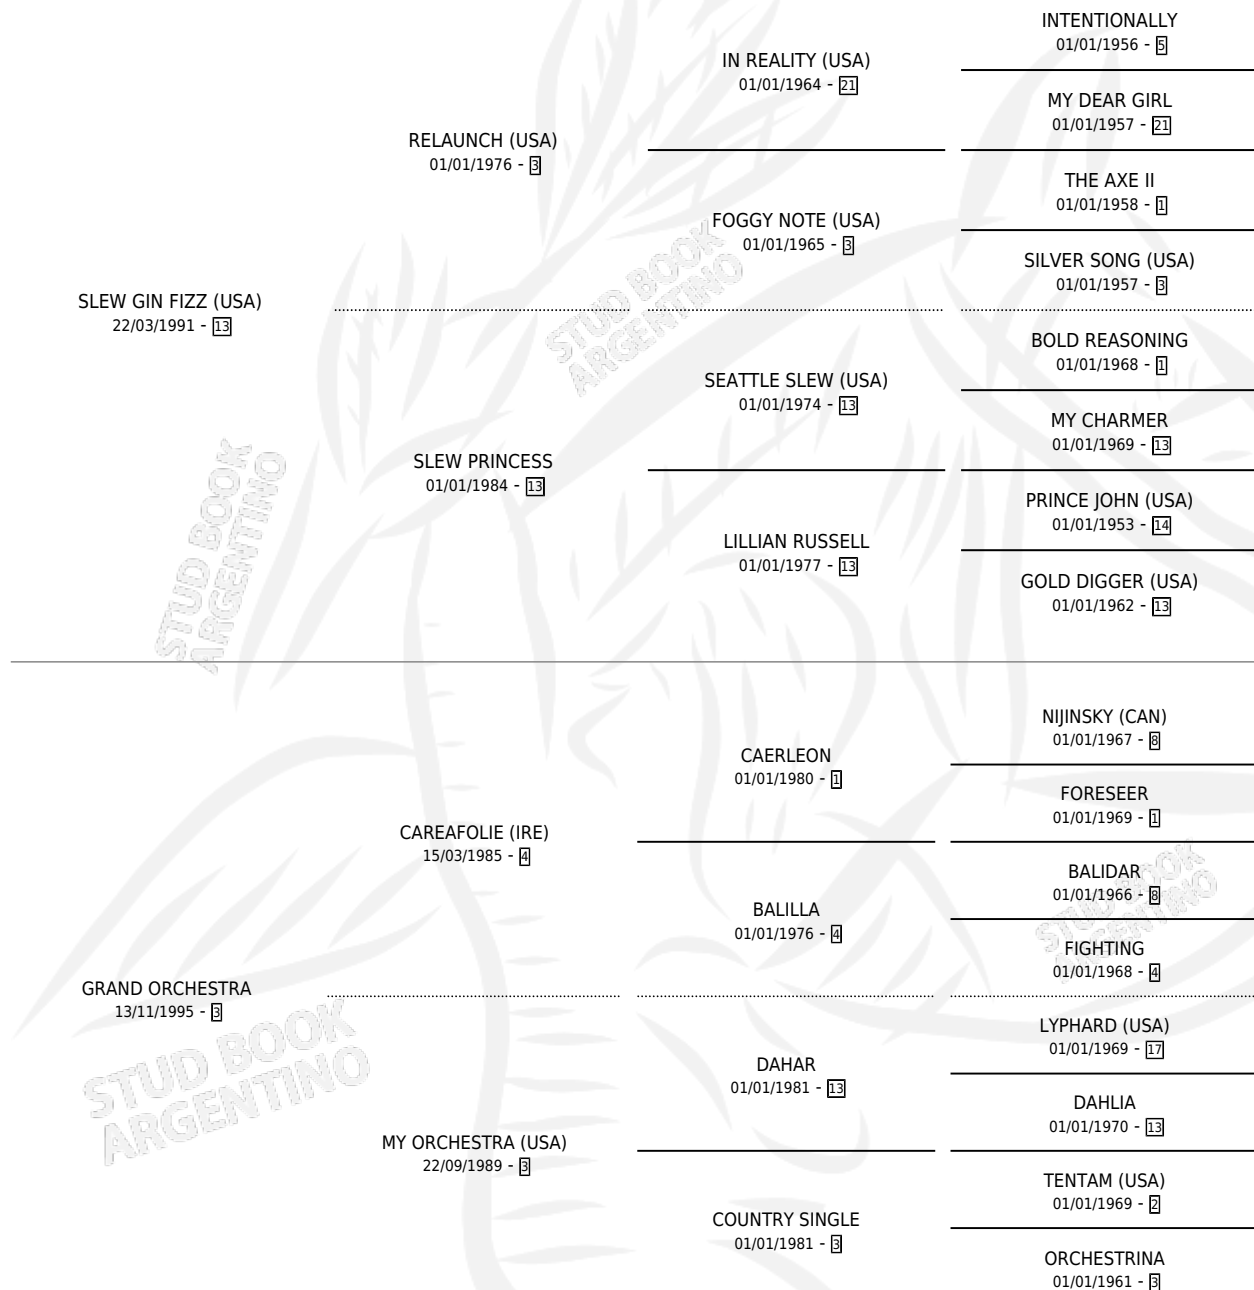 INTENTIONALLY
01/01/1956 - 5
IN REALITY (USA)
01/01/1964 - 21
MY DEAR GIRL
01/01/1957 - 21
RELAUNCH (USA)
01/01/1976 - 3
THE AXE II
01/01/1958 - 1
FOGGY NOTE (USA)
01/01/1965 - 3
SILVER SONG (USA)
01/01/1957 - 3
SLEW GIN FIZZ (USA)
22/03/1991 - 13
STUD BOOK
ARGENTINO
BOLD REASONING
01/01/1968 - 1
SEATTLE SLEW (USA)
01/01/1974 - 13
MY CHARMER
01/01/1969 - 13
SLEW PRINCESS
01/01/1984 - 13
PRINCE JOHN (USA)
01/01/1953 - 14
LILLIAN RUSSELL
01/01/1977 - 13
GOLD DIGGER (USA)
01/01/1962 - 13
STUD BOOK
ARGENTINO
NIJINSKY (CAN)
01/01/1967 - 8
CAERLEON
01/01/1980 - 1
FORESEER
01/01/1969 - 1
CAREAFOLIE (IRE)
15/03/1985 - 4
BALIDAR
01/01/1966 - 8
BALILLA
01/01/1976 - 4
STUD BOOK
ARGENTINO
FIGHTING
01/01/1968 - 4
GRAND ORCHESTRA
13/11/1995 - 3
STUD BOOK
ARGENTINO
LYPHARD (USA)
01/01/1969 - 17
DAHAR
01/01/1981 - 13
DAHLIA
01/01/1970 - 13
MY ORCHESTRA (USA)
22/09/1989 - 3
TENTAM (USA)
01/01/1969 - 2
COUNTRY SINGLE
01/01/1981 - 3
ORCHESTRINA
01/01/1961 - 3